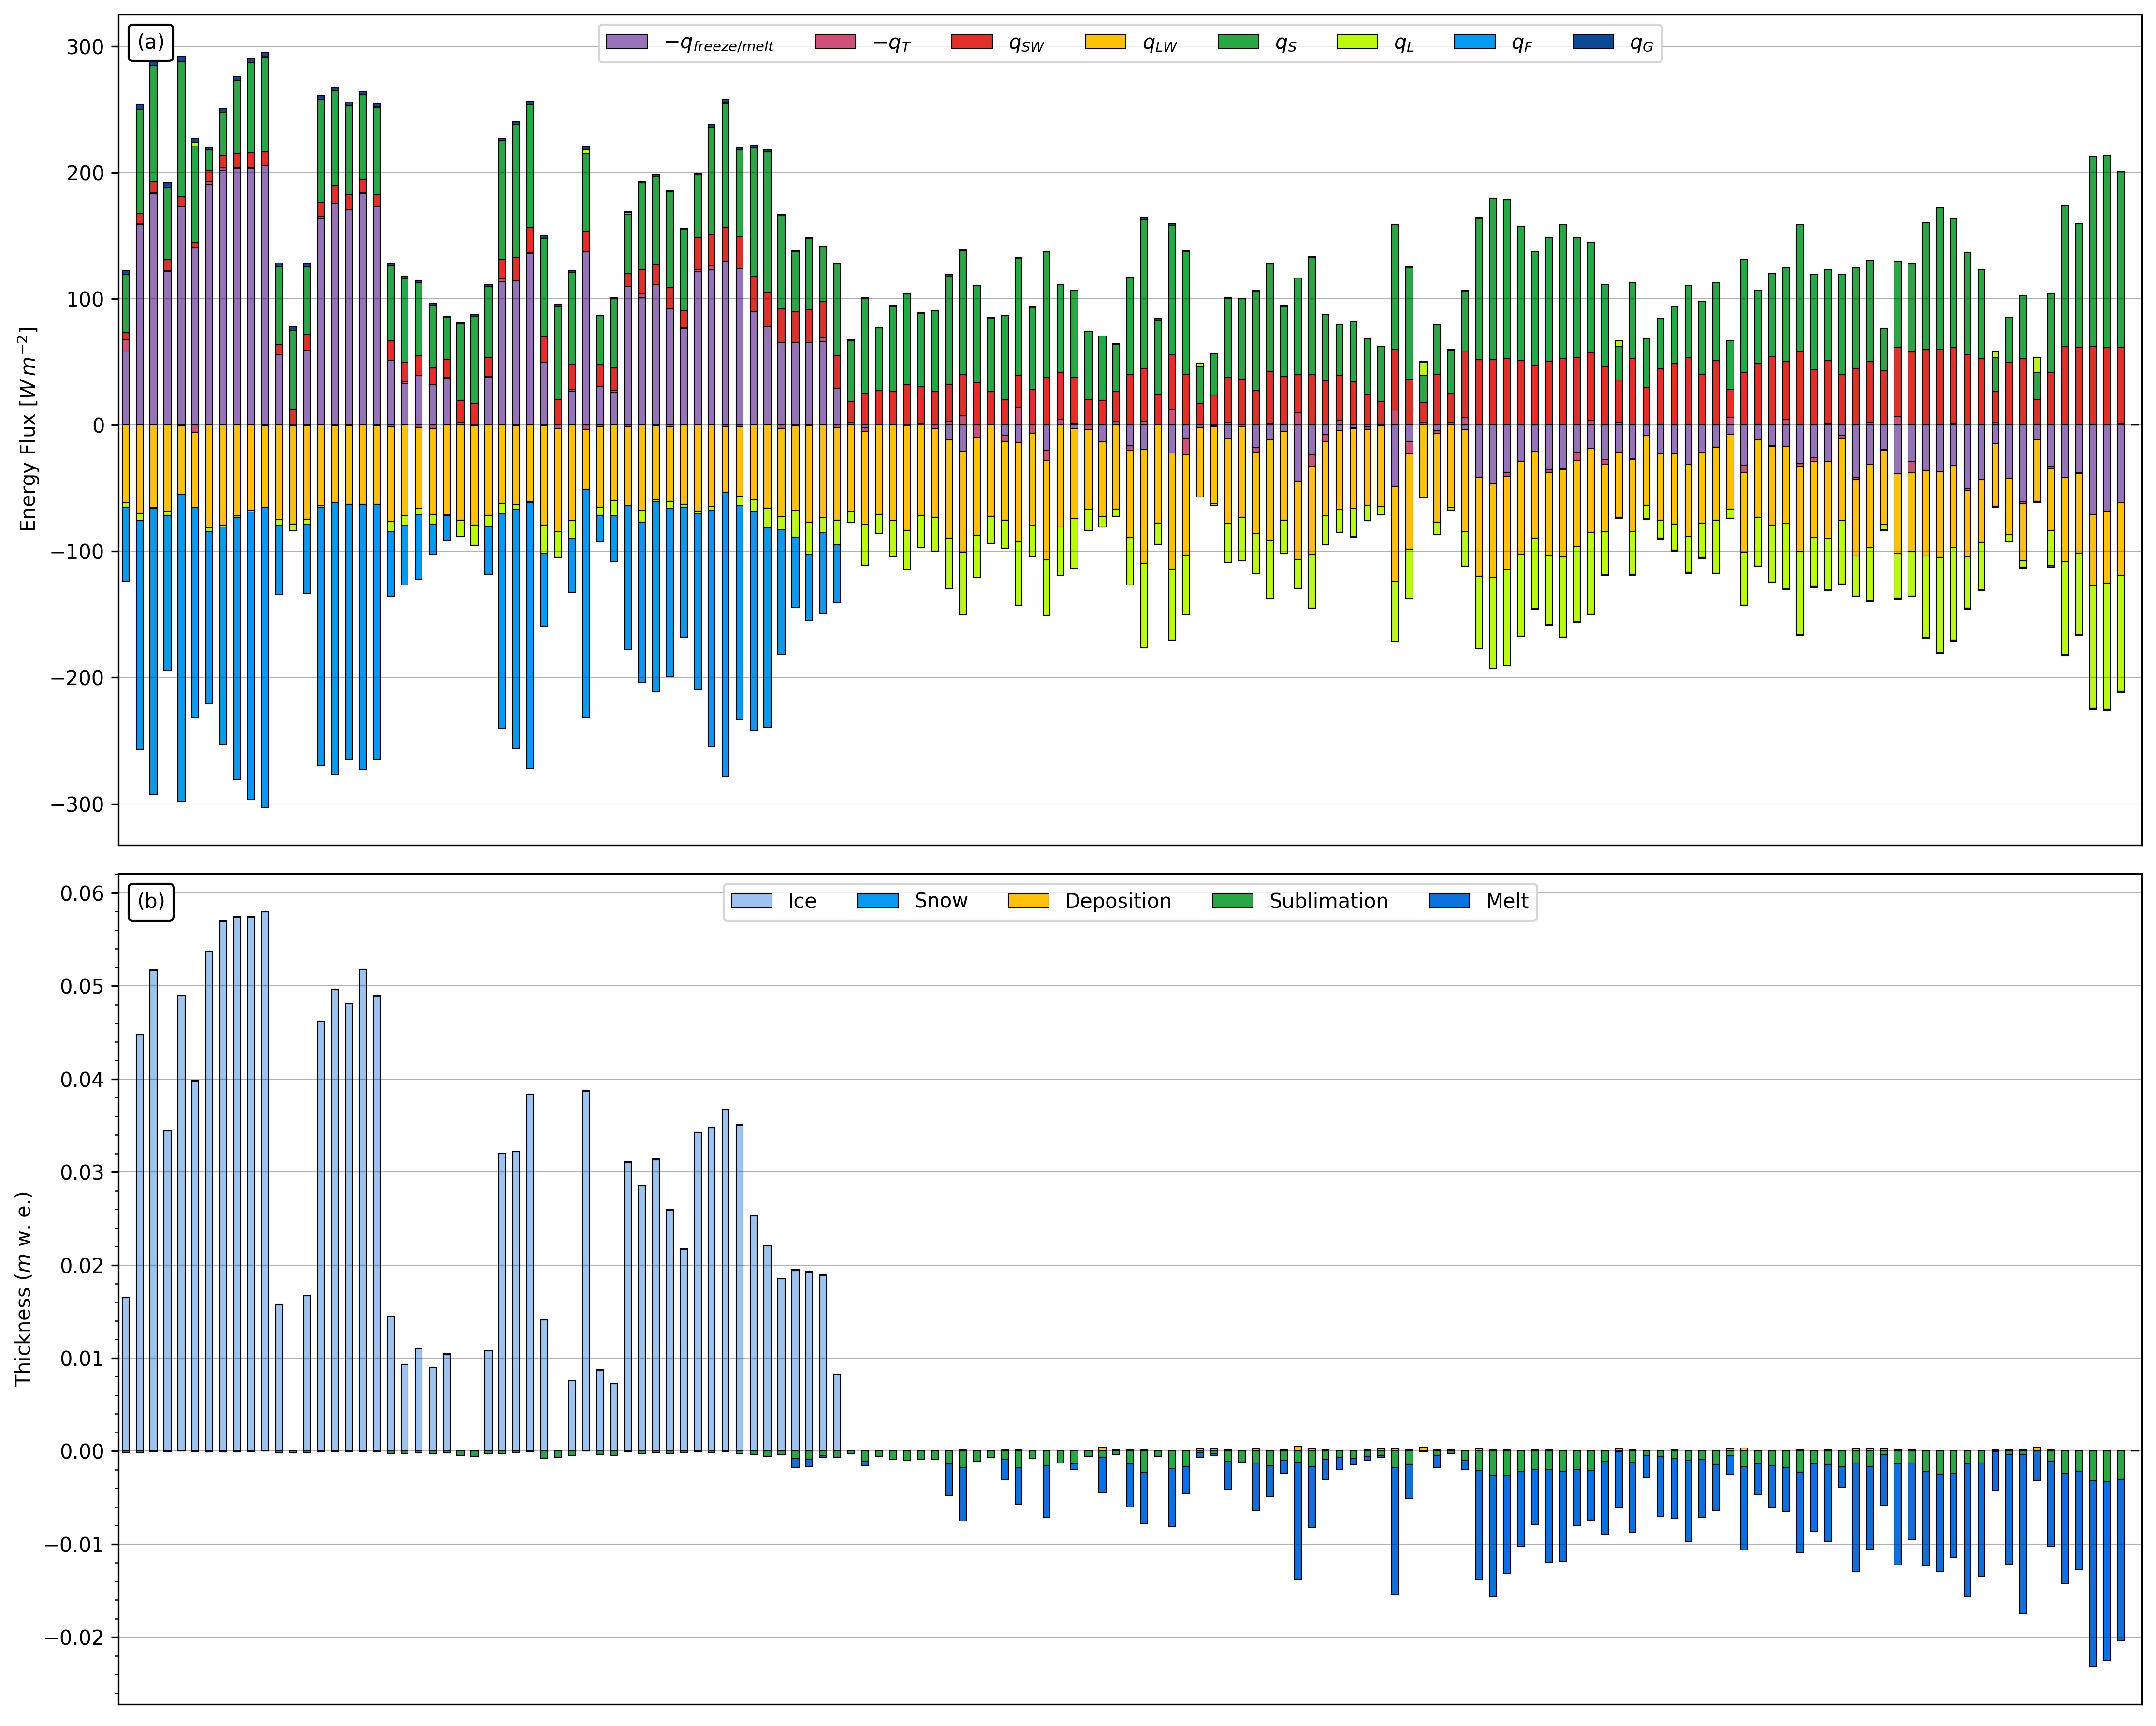 (a)
−q_freeze/melt −q_T q_SW q_LW q_S q_L q_F q_G
300
200
100
0
−100
−200
−300
Energy Flux [W m⁻²]
(b)
Ice Snow Deposition Sublimation Melt
0.06
0.05
0.04
0.03
0.02
0.01
0.00
−0.01
−0.02
Thickness (m w. e.)